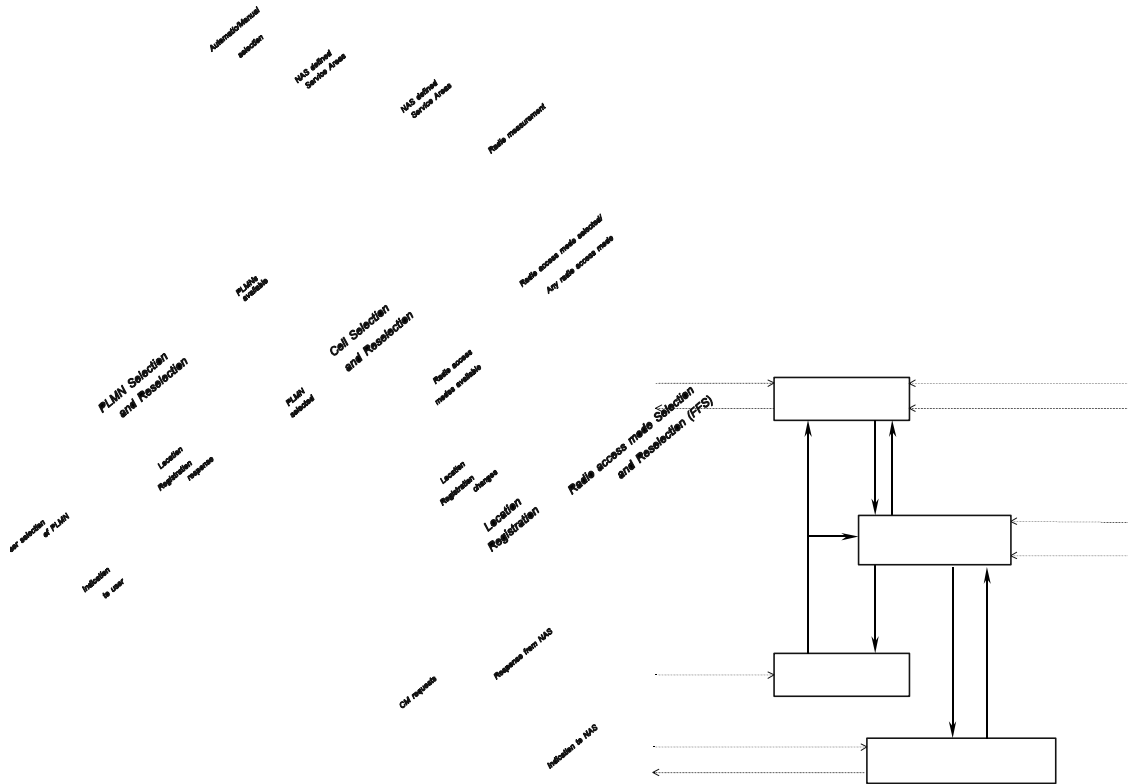 Automatic/Manual
selection
NAS defined
Service Areas
NAS defined
Service Areas
Radio measurement
Radio access mode selected/
Any radio access mode
PLMNs
available
Cell Selection
and Reselection
PLMN Selection
and Reselection
Radio access
modes available
PLMN
selected
Radio access mode Selection
and Reselection (FFS)
Location
Registration
response
Location
Registration
changes
Location
Registration
ser selection
of PLMN
Indication
to user
Response from NAS
CM requests
Indication to NAS